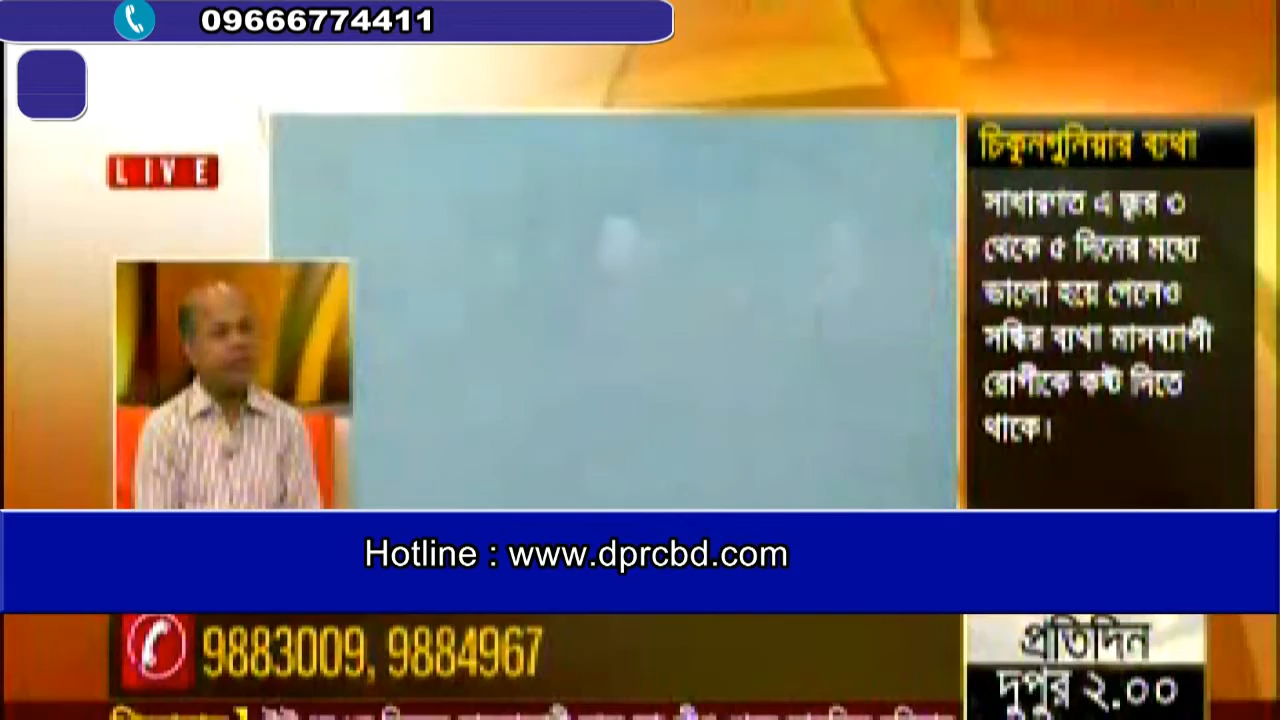 09666774411
LIVE
চিকুনগুনিয়ার ব্যথা
সাধারণত এ জ্বর ৩
থেকে ৫ দিনের মধ্যে
ভালো হয়ে গেলেও
সন্ধির ব্যথা মাসব্যাপী
রোগীকে কষ্ট দিতে
থাকে।
Hotline : www.dprcbd.com
9883009, 9884967
প্রতিদিন
দুপুর ২.০০